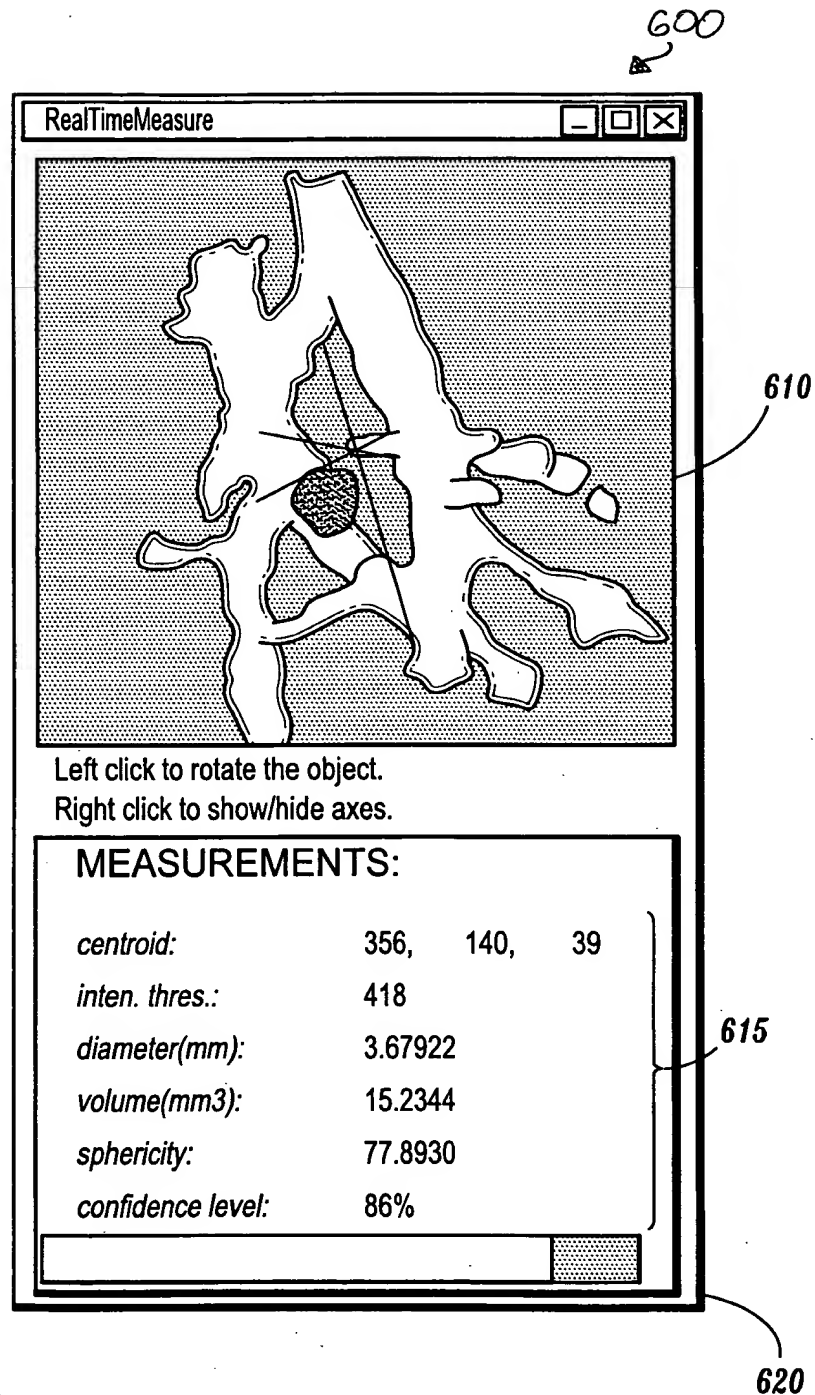 600
RealTimeMeasure
610
Left click to rotate the object.
Right click to show/hide axes.
MEASUREMENTS:
centroid: 356, 140, 39
inten. thres.: 418
diameter(mm): 3.67922
615
volume(mm3): 15.2344
sphericity: 77.8930
confidence level: 86%
620